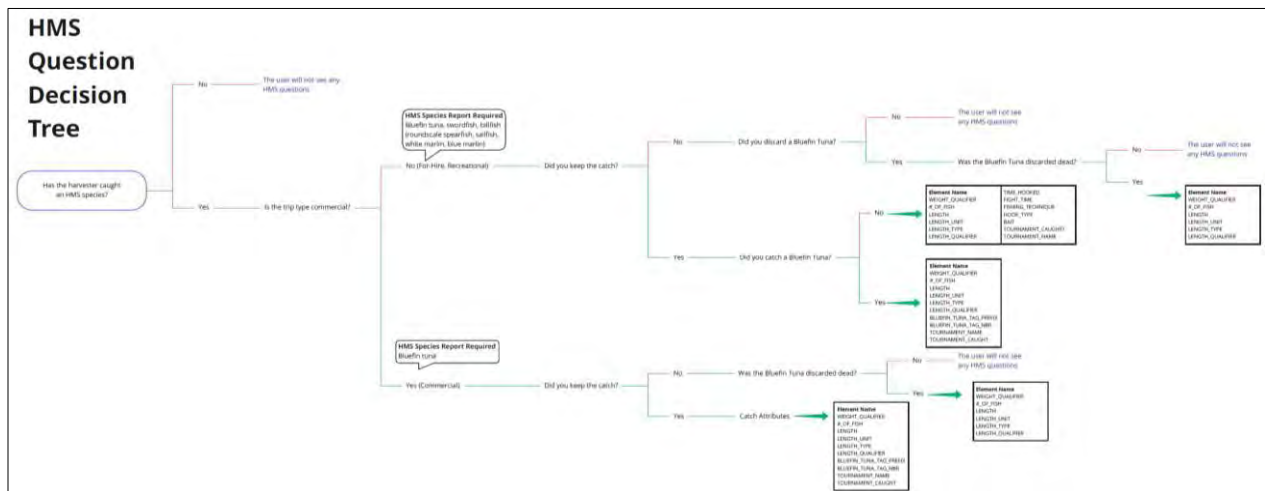 HMS
Question
Decision
Tree
Has the harvester caught
an HMS species?
No
The user will not see any
HMS questions
Yes
Is the trip type commercial?
HMS Species Report Required
Bluefin tuna, swordfish, billfish
(roundscale spearfish, sailfish,
white marlin, blue marlin)
No (For-Hire, Recreational)
Did you keep the catch?
No
Did you discard a Bluefin Tuna?
No
The user will not see
any HMS questions
Yes
Was the Bluefin Tuna discarded dead?
No
The user will not see
any HMS questions
Yes
Element Name
WEIGHT_QUALIFIER
#_OF_FISH
LENGTH
LENGTH_UNIT
LENGTH_TYPE
LENGTH_QUALIFIER
Yes
Did you catch a Bluefin Tuna?
No
Element Name
WEIGHT_QUALIFIER
#_OF_FISH
LENGTH
LENGTH_UNIT
LENGTH_TYPE
LENGTH_QUALIFIER
TIME_HOOKED
FIGHT_TIME
FISHING_TECHNIQUE
HOOK_TYPE
BAIT
TOURNAMENT_CAUGHT
TOURNAMENT_NAME
Yes
Element Name
WEIGHT_QUALIFIER
#_OF_FISH
LENGTH
LENGTH_UNIT
LENGTH_TYPE
LENGTH_QUALIFIER
BLUEFIN_TUNA_TAG_PREFIX
BLUEFIN_TUNA_TAG_NBR
TOURNAMENT_NAME
TOURNAMENT_CAUGHT
HMS Species Report Required
Bluefin tuna
Yes (Commercial)
Did you keep the catch?
No
Was the Bluefin Tuna discarded dead?
No
The user will not see
any HMS questions
Yes
Element Name
WEIGHT_QUALIFIER
#_OF_FISH
LENGTH
LENGTH_UNIT
LENGTH_TYPE
LENGTH_QUALIFIER
Yes
Catch Attributes
Element Name
WEIGHT_QUALIFIER
#_OF_FISH
LENGTH
LENGTH_UNIT
LENGTH_TYPE
LENGTH_QUALIFIER
BLUEFIN_TUNA_TAG_PREFIX
BLUEFIN_TUNA_TAG_NBR
TOURNAMENT_NAME
TOURNAMENT_CAUGHT